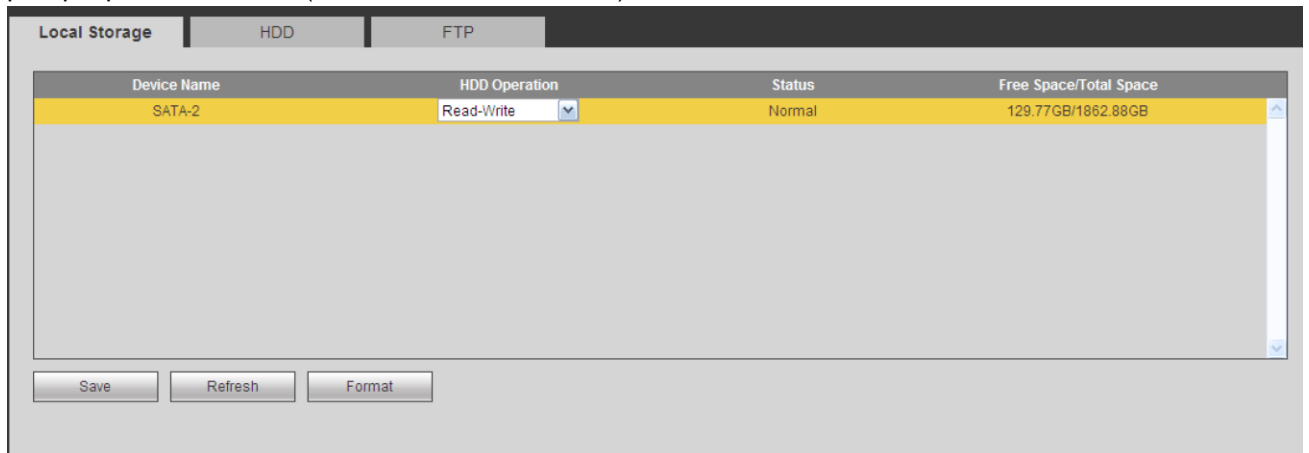 Local Storage HDD FTP
Device Name HDD Operation Status Free Space/Total Space
SATA-2 Read-Write Normal 129.77GB/1862.88GB
Save Refresh Format